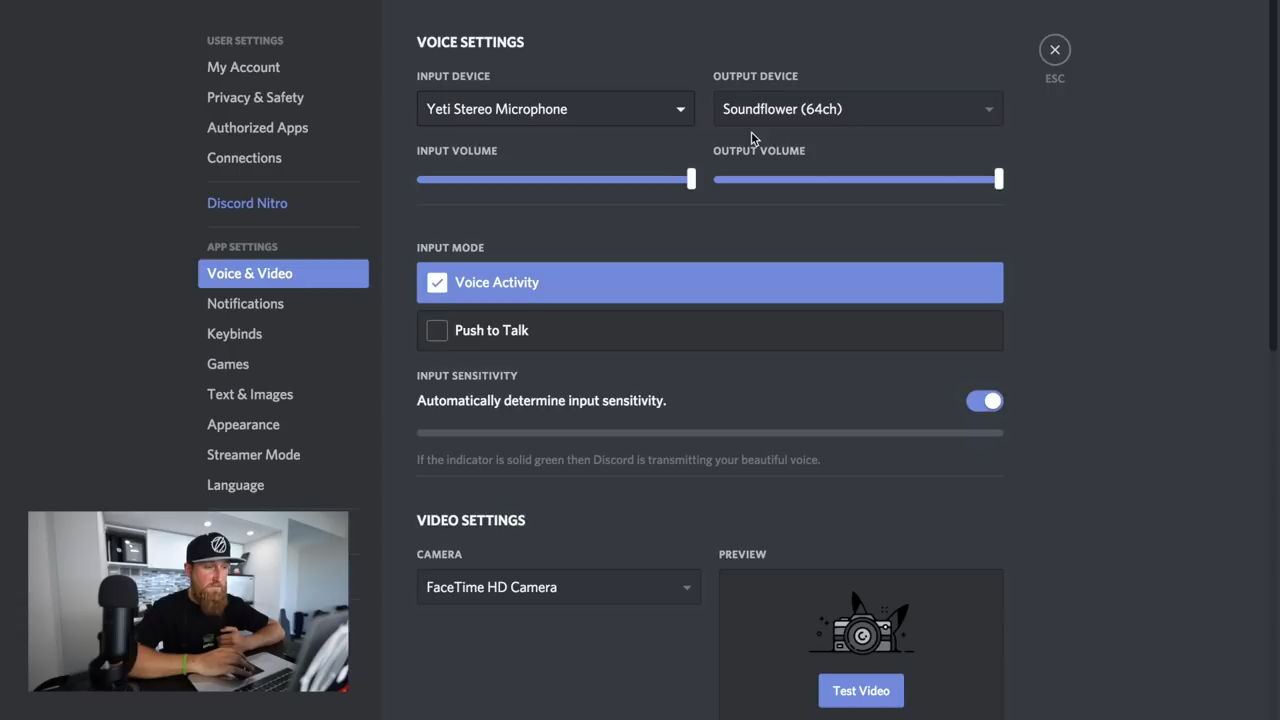 USER SETTINGS
My Account
Privacy & Safety
Authorized Apps
Connections
Discord Nitro
APP SETTINGS
Voice & Video
Notifications
Keybinds
Games
Text & Images
Appearance
Streamer Mode
Language
VOICE SETTINGS
INPUT DEVICE
Yeti Stereo Microphone
OUTPUT DEVICE
Soundflower (64ch)
INPUT VOLUME
OUTPUT VOLUME
INPUT MODE
Voice Activity
Push to Talk
INPUT SENSITIVITY
Automatically determine input sensitivity.
If the indicator is solid green then Discord is transmitting your beautiful voice.
VIDEO SETTINGS
CAMERA
FaceTime HD Camera
PREVIEW
Test Video
ESC